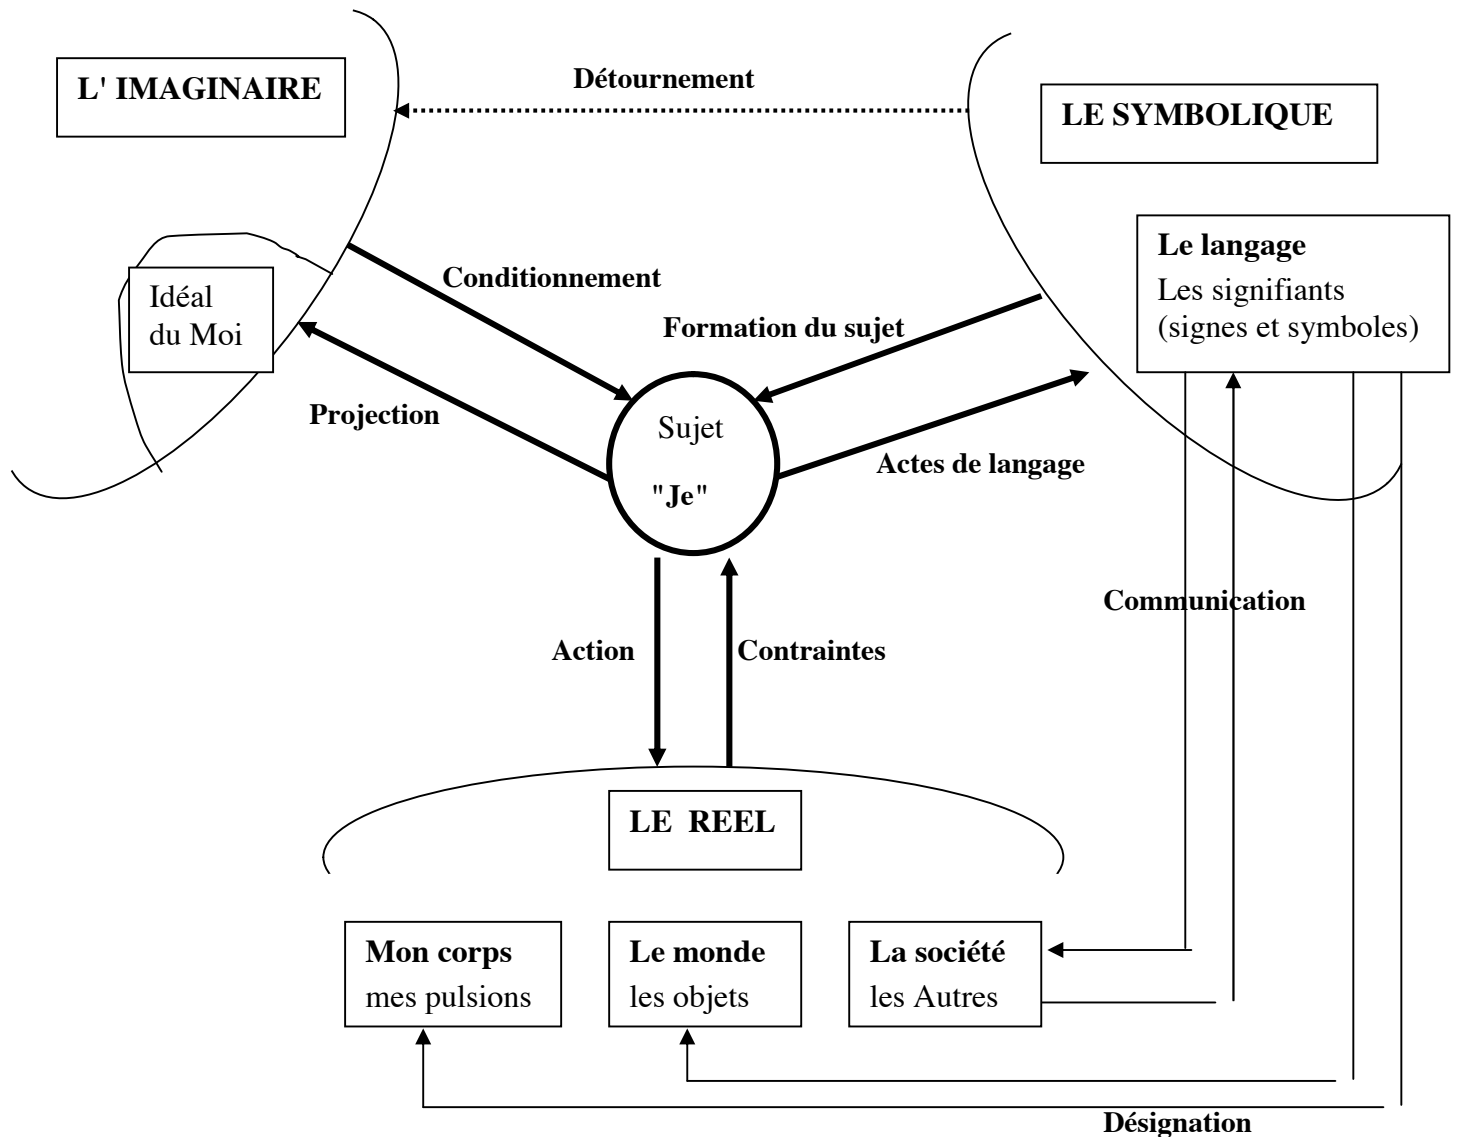 L' IMAGINAIRE
Détournement
LE SYMBOLIQUE
Le langage
Les signifiants
(signes et symboles)
Idéal
du Moi
Conditionnement
Formation du sujet
Projection
Sujet
"Je"
Actes de langage
Communication
Action
Contraintes
LE REEL
Mon corps
mes pulsions
Le monde
les objets
La société
les Autres
Désignation